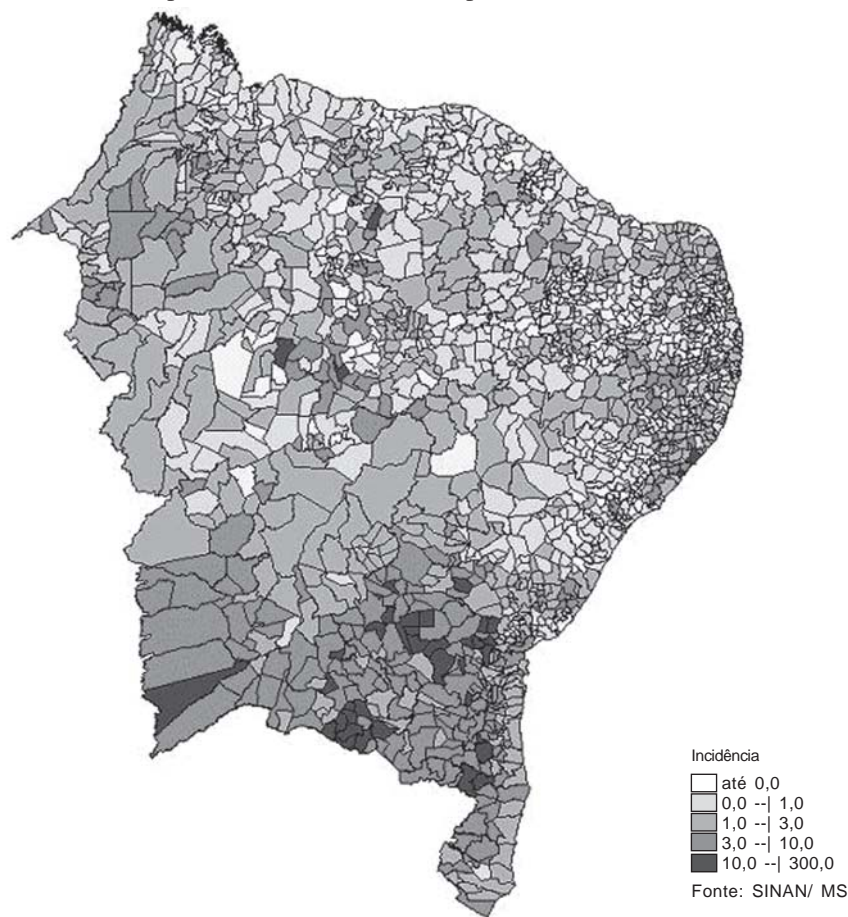 Incidência
até 0,0
0,0 --| 1,0
1,0 --| 3,0
3,0 --| 10,0
10,0 --| 300,0
Fonte: SINAN/ MS